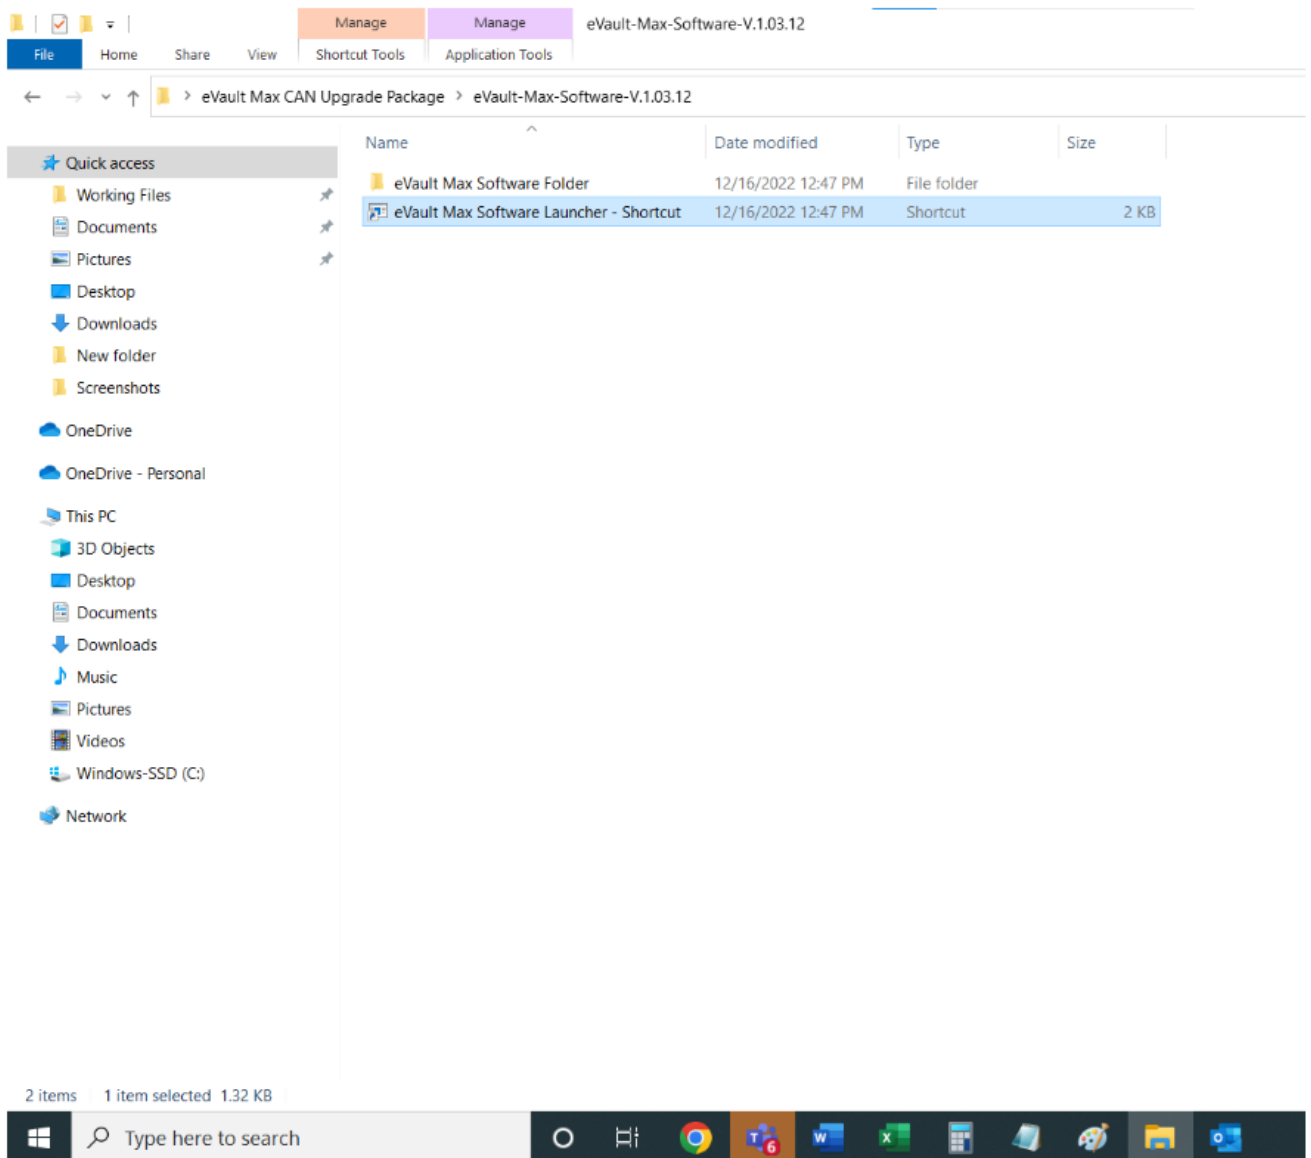 Manage Manage eVault-Max-Software-V.1.03.12
File Home Share View Shortcut Tools Application Tools
eVault Max CAN Upgrade Package > eVault-Max-Software-V.1.03.12
Name Date modified Type Size
Quick access
eVault Max Software Folder 12/16/2022 12:47 PM File folder
Working Files
eVault Max Software Launcher - Shortcut 12/16/2022 12:47 PM Shortcut 2 KB
Documents
Pictures
Desktop
Downloads
New folder
Screenshots
OneDrive
OneDrive - Personal
This PC
3D Objects
Desktop
Documents
Downloads
Music
Pictures
Videos
Windows-SSD (C:)
Network
2 items 1 item selected 1.32 KB
Type here to search
6